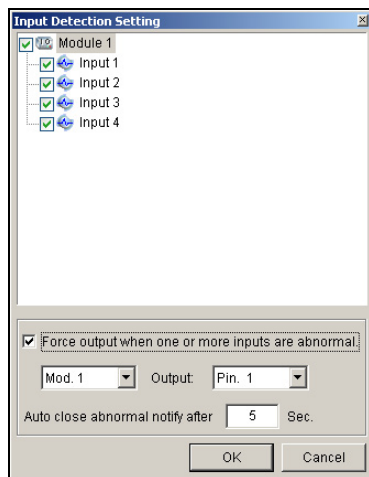 Input Detection Setting
Module 1
Input 1
Input 2
Input 3
Input 4
Force output when one or more inputs are abnormal.
Mod. 1 Output: Pin. 1
Auto close abnormal notify after 5 Sec.
OK Cancel